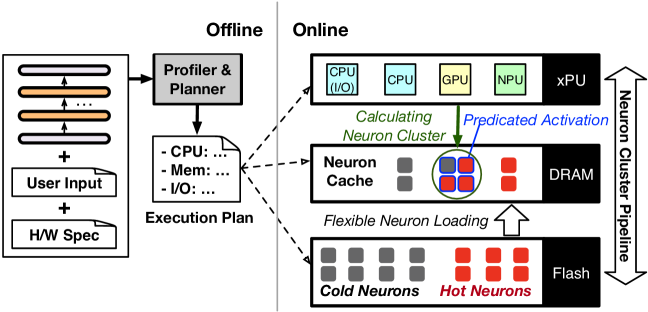 Offline
Online
...
+
User Input
+
H/W Spec
Profiler &
Planner
- CPU: ...
- Mem: ...
- I/O: ...
Execution Plan
CPU
(I/O)
CPU
GPU
NPU
xPU
Calculating
Neuron Cluster
Predicated Activation
Neuron
Cache
DRAM
Flexible Neuron Loading
Cold Neurons
Hot Neurons
Flash
Neuron Cluster Pipeline